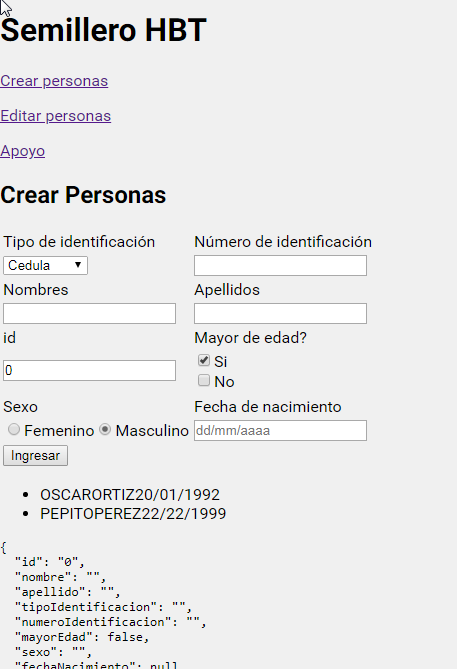 Semillero HBT
Crear personas
Editar personas
Apoyo
Crear Personas
Tipo de identificación Número de identificación
Cedula
Nombres Apellidos
id Mayor de edad?
0 Si
No
Sexo Fecha de nacimiento
Femenino Masculino dd/mm/aaaa
Ingresar
OSCARORTIZ20/01/1992
PEPITOPEREZ22/22/1999
{
"id": "0",
"nombre": "",
"apellido": "",
"tipoIdentificacion": "",
"numeroIdentificacion": "",
"mayorEdad": false,
"sexo": "",
"fechaNacimiento": null